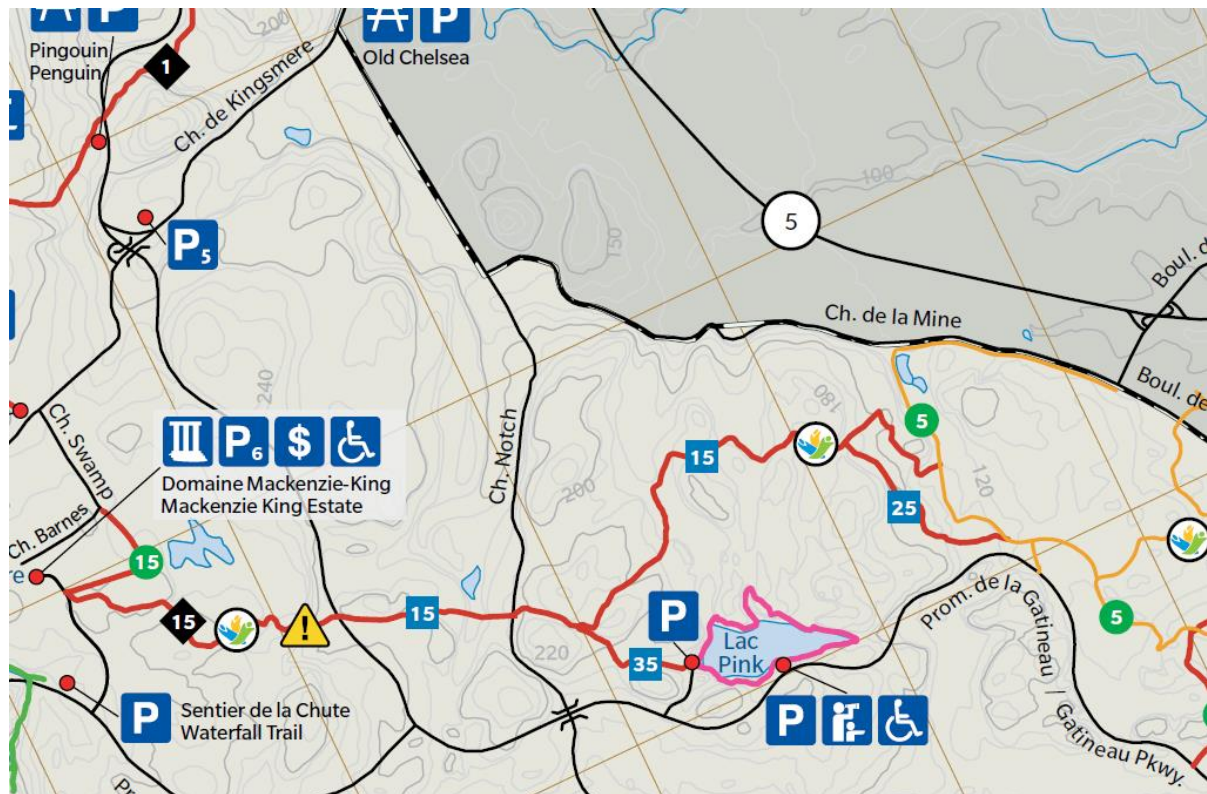 P
P
Pingouin
Penguin
Old Chelsea
200
1
Ch. de Kingsmere
5
100
150
P5
Ch. de la Mine
Boul. d
Boul. de
240
180
Ch. Swamp
P6 $
Domaine Mackenzie-King
Mackenzie King Estate
Ch. Notch
15
5
200
120
25
Ch. Barnes
15
re
15
!
15
P
Prom. de la Gatineau | Gatineau Pkwy.
5
220
35
Lac
Pink
P
Sentier de la Chute
Waterfall Trail
P
Pr